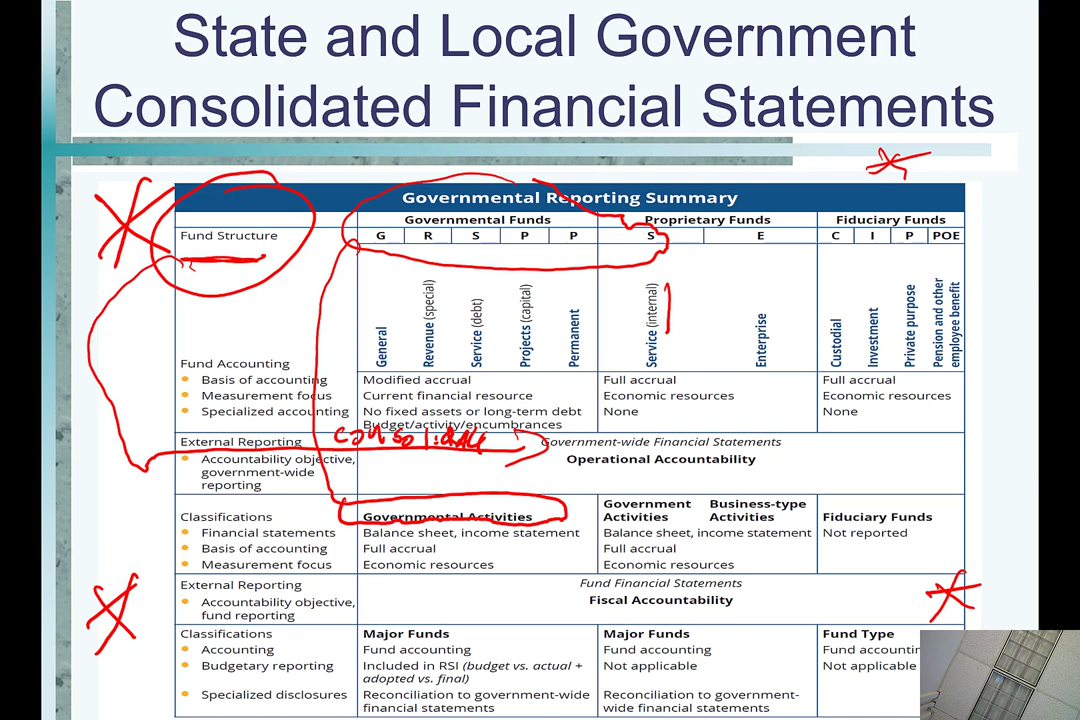 State and Local Government
Consolidated Financial Statements
Governmental Reporting Summary
Governmental Funds Proprietary Funds Fiduciary Funds
Fund Structure G R S P P S E C I P POE
General
Revenue (special)
Service (debt)
Projects (capital)
Permanent
Service (internal)
Enterprise
Custodial
Investment
Private purpose
Pension and other
employee benefit
Fund Accounting
Basis of accounting Modified accrual Full accrual Full accrual
Measurement focus Current financial resource Economic resources Economic resources
Specialized accounting No fixed assets or long-term debt None None
Budget/activity/encumbrances
consolidate
External Reporting Government-wide Financial Statements
Accountability objective, Operational Accountability
government-wide
reporting
Government Business-type
Classifications Governmental Activities Activities Activities Fiduciary Funds
Financial statements Balance sheet, income statement Balance sheet, income statement Not reported
Basis of accounting Full accrual Full accrual
Measurement focus Economic resources Economic resources
External Reporting Fund Financial Statements
Accountability objective, Fiscal Accountability
fund reporting
Classifications Major Funds Major Funds Fund Type
Accounting Fund accounting Fund accounting Fund
Budgetary reporting Included in RSI (budget vs. actual + Not applicable Not applicable
adopted vs. final)
Specialized disclosures Reconciliation to government-wide Reconciliation to government-
financial statements wide financial statements